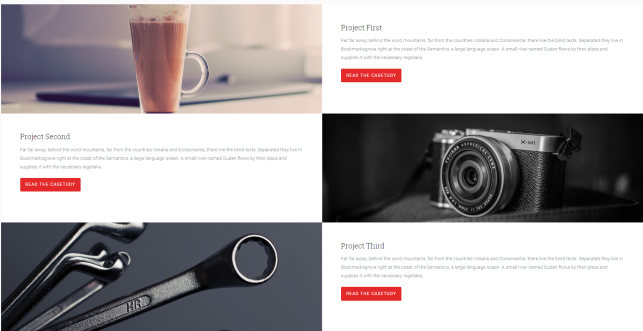 Project First
Far far away, behind the word mountains, far from the countries Vokalia and Consonantia, there live the blind texts. Separated they live in
Bookmarksgrove right at the coast of the Semantics, a large language ocean. A small river named Duden flows by their place and
supplies it with the necessary regelialia.
READ THE CASETUDY
Project Second
Far far away, behind the word mountains, far from the countries Vokalia and Consonantia, there live the blind texts. Separated they live in
Bookmarksgrove right at the coast of the Semantics, a large language ocean. A small river named Duden flows by their place and
supplies it with the necessary regelialia.
READ THE CASETUDY
X-M1
HR
Project Third
Far far away, behind the word mountains, far from the countries Vokalia and Consonantia, there live the blind texts. Separated they live in
Bookmarksgrove right at the coast of the Semantics, a large language ocean. A small river named Duden flows by their place and
supplies it with the necessary regelialia.
READ THE CASETUDY